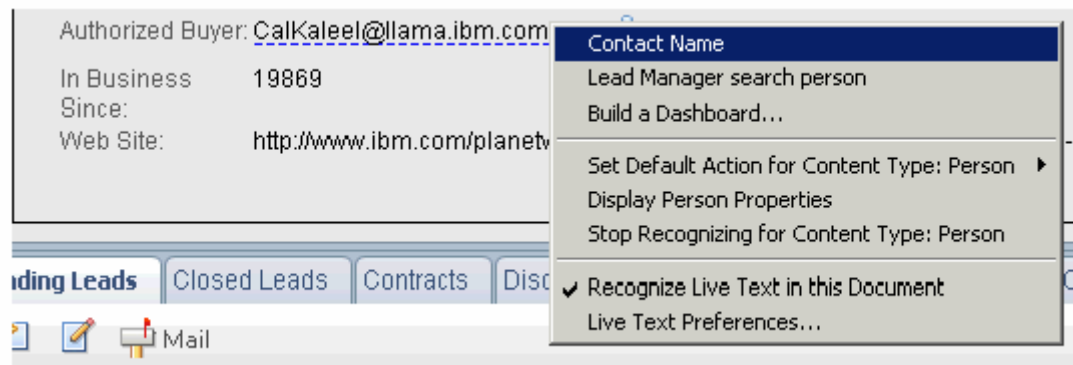 Authorized Buyer: CalKaleel@llama.ibm.com
Contact Name
Lead Manager search person
In Business Since: 19869
Build a Dashboard...
Web Site: http://www.ibm.com/planetw
Set Default Action for Content Type: Person
Display Person Properties
Stop Recognizing for Content Type: Person
nding Leads Closed Leads Contracts Disc
Recognize Live Text in this Document
Live Text Preferences...
Mail